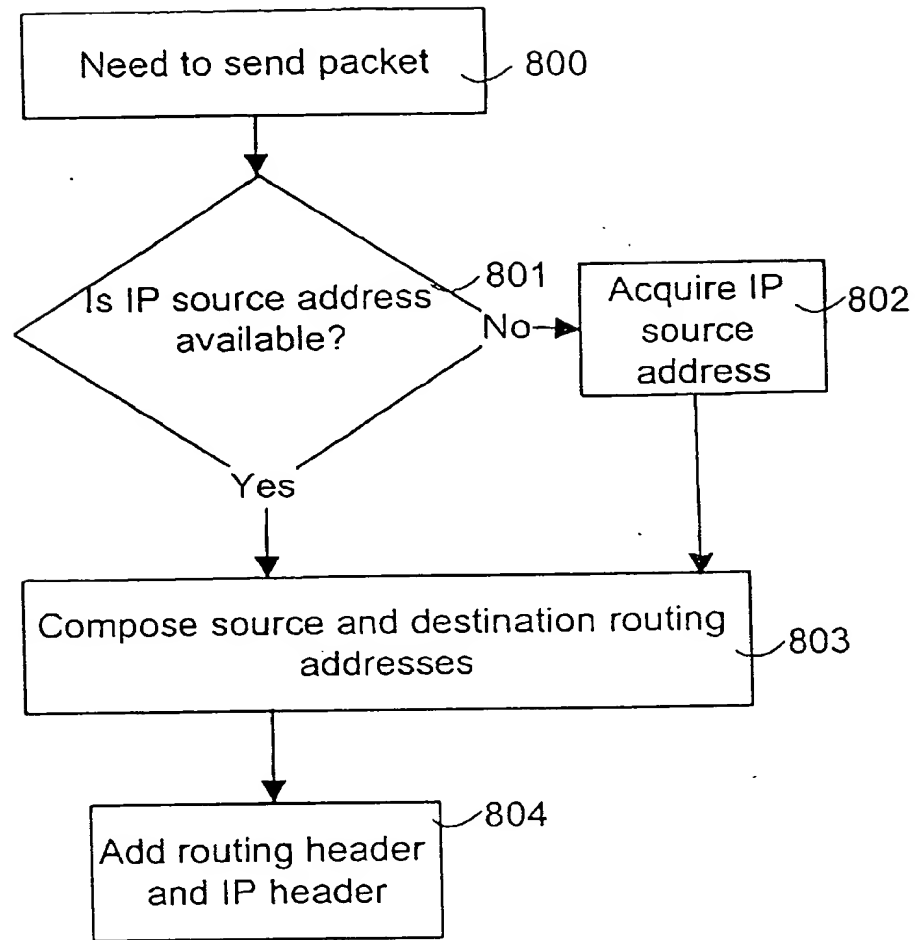 Need to send packet
800
Is IP source address
available?
801
No
Acquire IP
source
address
802
Yes
Compose source and destination routing
addresses
803
Add routing header
and IP header
804